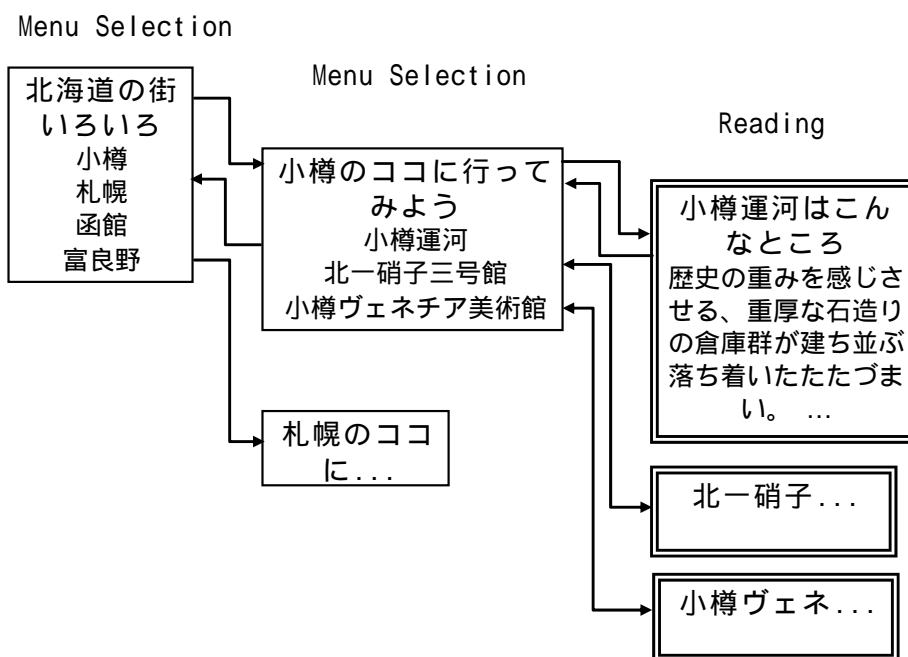 Menu Selection
北海道の街
いろいろ
小樽
札幌
函館
富良野
Menu Selection
小樽のココに行って
みよう
小樽運河
北一硝子三号館
小樽ヴェネチア美術館
札幌のココ
に...
Reading
小樽運河はこん
なところ
歴史の重みを感じさ
せる、重厚な石造り
の倉庫群が建ち並ぶ
落ち着いたたたづま
い。 ...
北一硝子...
小樽ヴェネ...